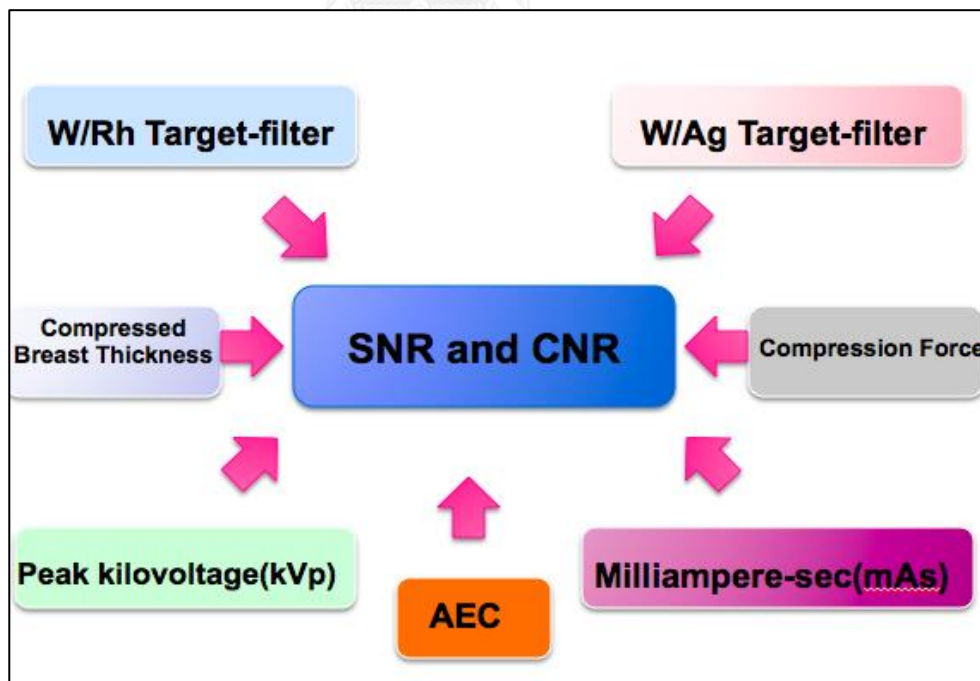 W/Rh Target-filter
W/Ag Target-filter
Compressed
Breast Thickness
SNR and CNR
Compression Force
Peak kilovoltage(kVp)
AEC
Milliampere-sec(mAs)